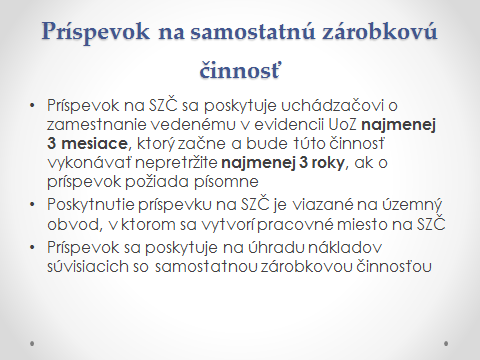 Príspevok na samostatnú zárobkovú
činnosť
• Príspevok na SZČ sa poskytuje uchádzačovi o
zamestnanie vedenému v evidencii UoZ najmenej
3 mesiace, ktorý začne a bude túto činnosť
vykonávať nepretržite najmenej 3 roky, ak o
príspevok požiada písomne
• Poskytnutie príspevku na SZČ je viazané na územný
obvod, v ktorom sa vytvorí pracovné miesto na SZČ
• Príspevok sa poskytuje na úhradu nákladov
súvisiacich so samostatnou zárobkovou činnosťou